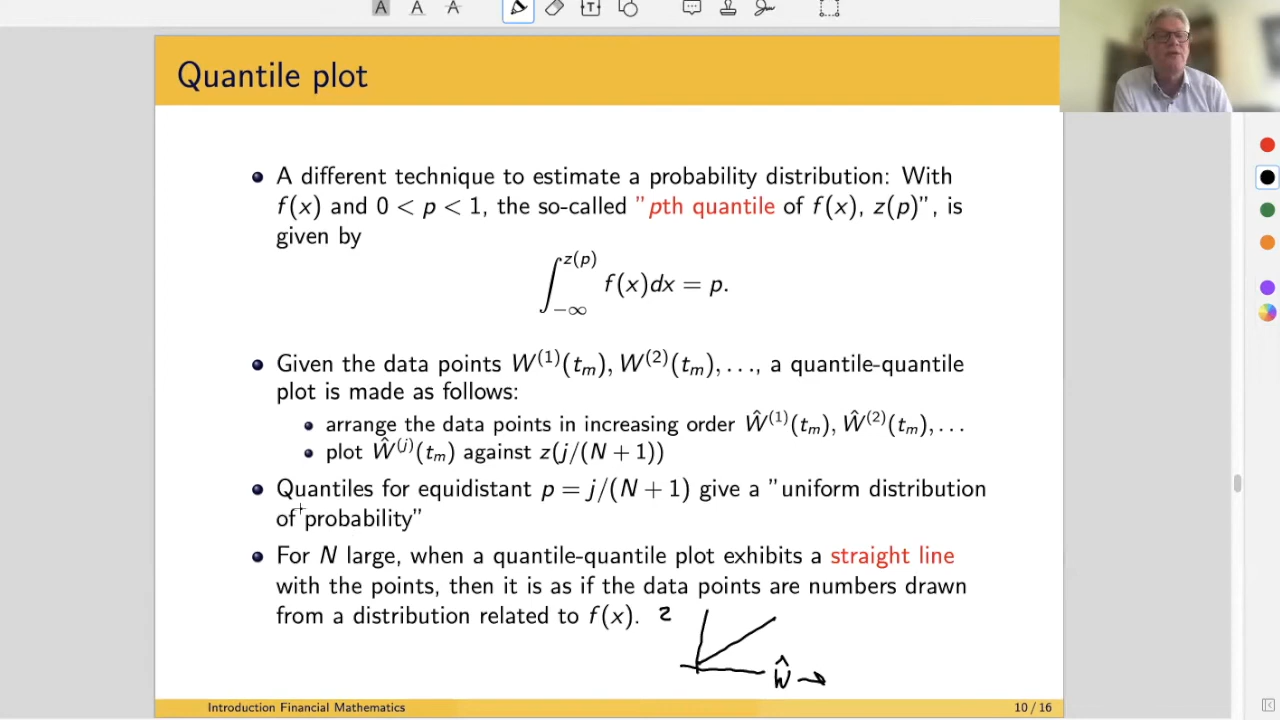 A A A T
Quantile plot
• A different technique to estimate a probability distribution: With
f(x) and 0 < p < 1, the so-called "pth quantile of f(x), z(p)", is
given by
∫_{−∞}^{z(p)} f(x)dx = p.
• Given the data points W^{(1)}(t_m), W^{(2)}(t_m), . . ., a quantile-quantile
plot is made as follows:
• arrange the data points in increasing order Ŵ^{(1)}(t_m), Ŵ^{(2)}(t_m), . . .
• plot Ŵ^{(j)}(t_m) against z(j/(N + 1))
• Quantiles for equidistant p = j/(N + 1) give a "uniform distribution
of probability"
• For N large, when a quantile-quantile plot exhibits a straight line
with the points, then it is as if the data points are numbers drawn
from a distribution related to f(x). z
Ŵ →
Introduction Financial Mathematics 10 / 16